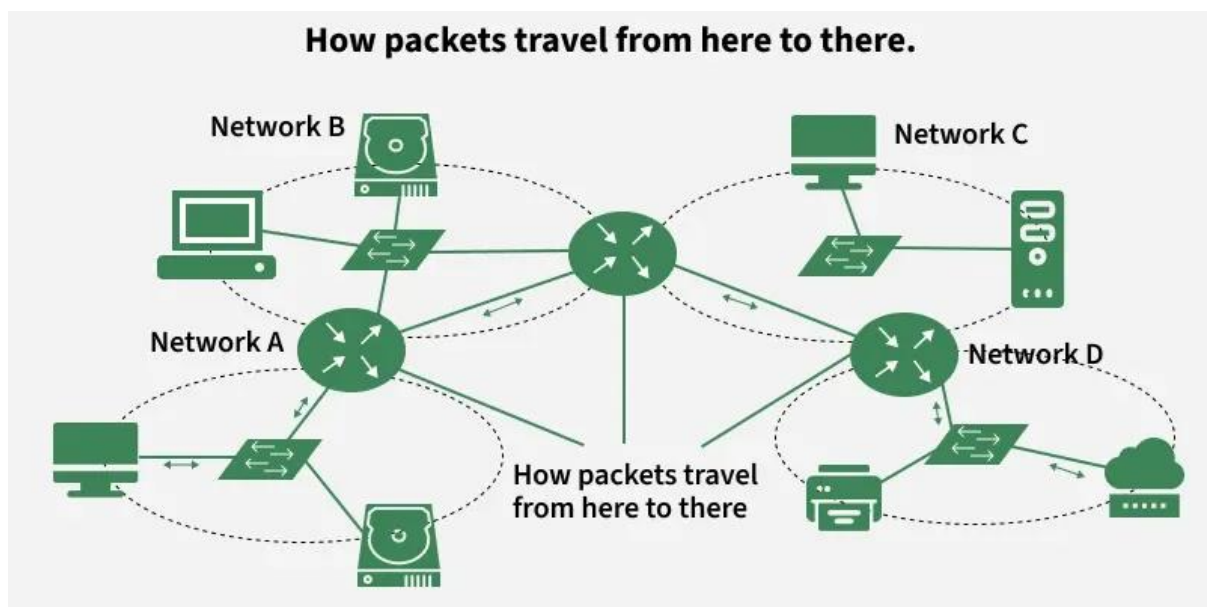 How packets travel from here to there.
Network B
Network C
Network A
Network D
How packets travel
from here to there